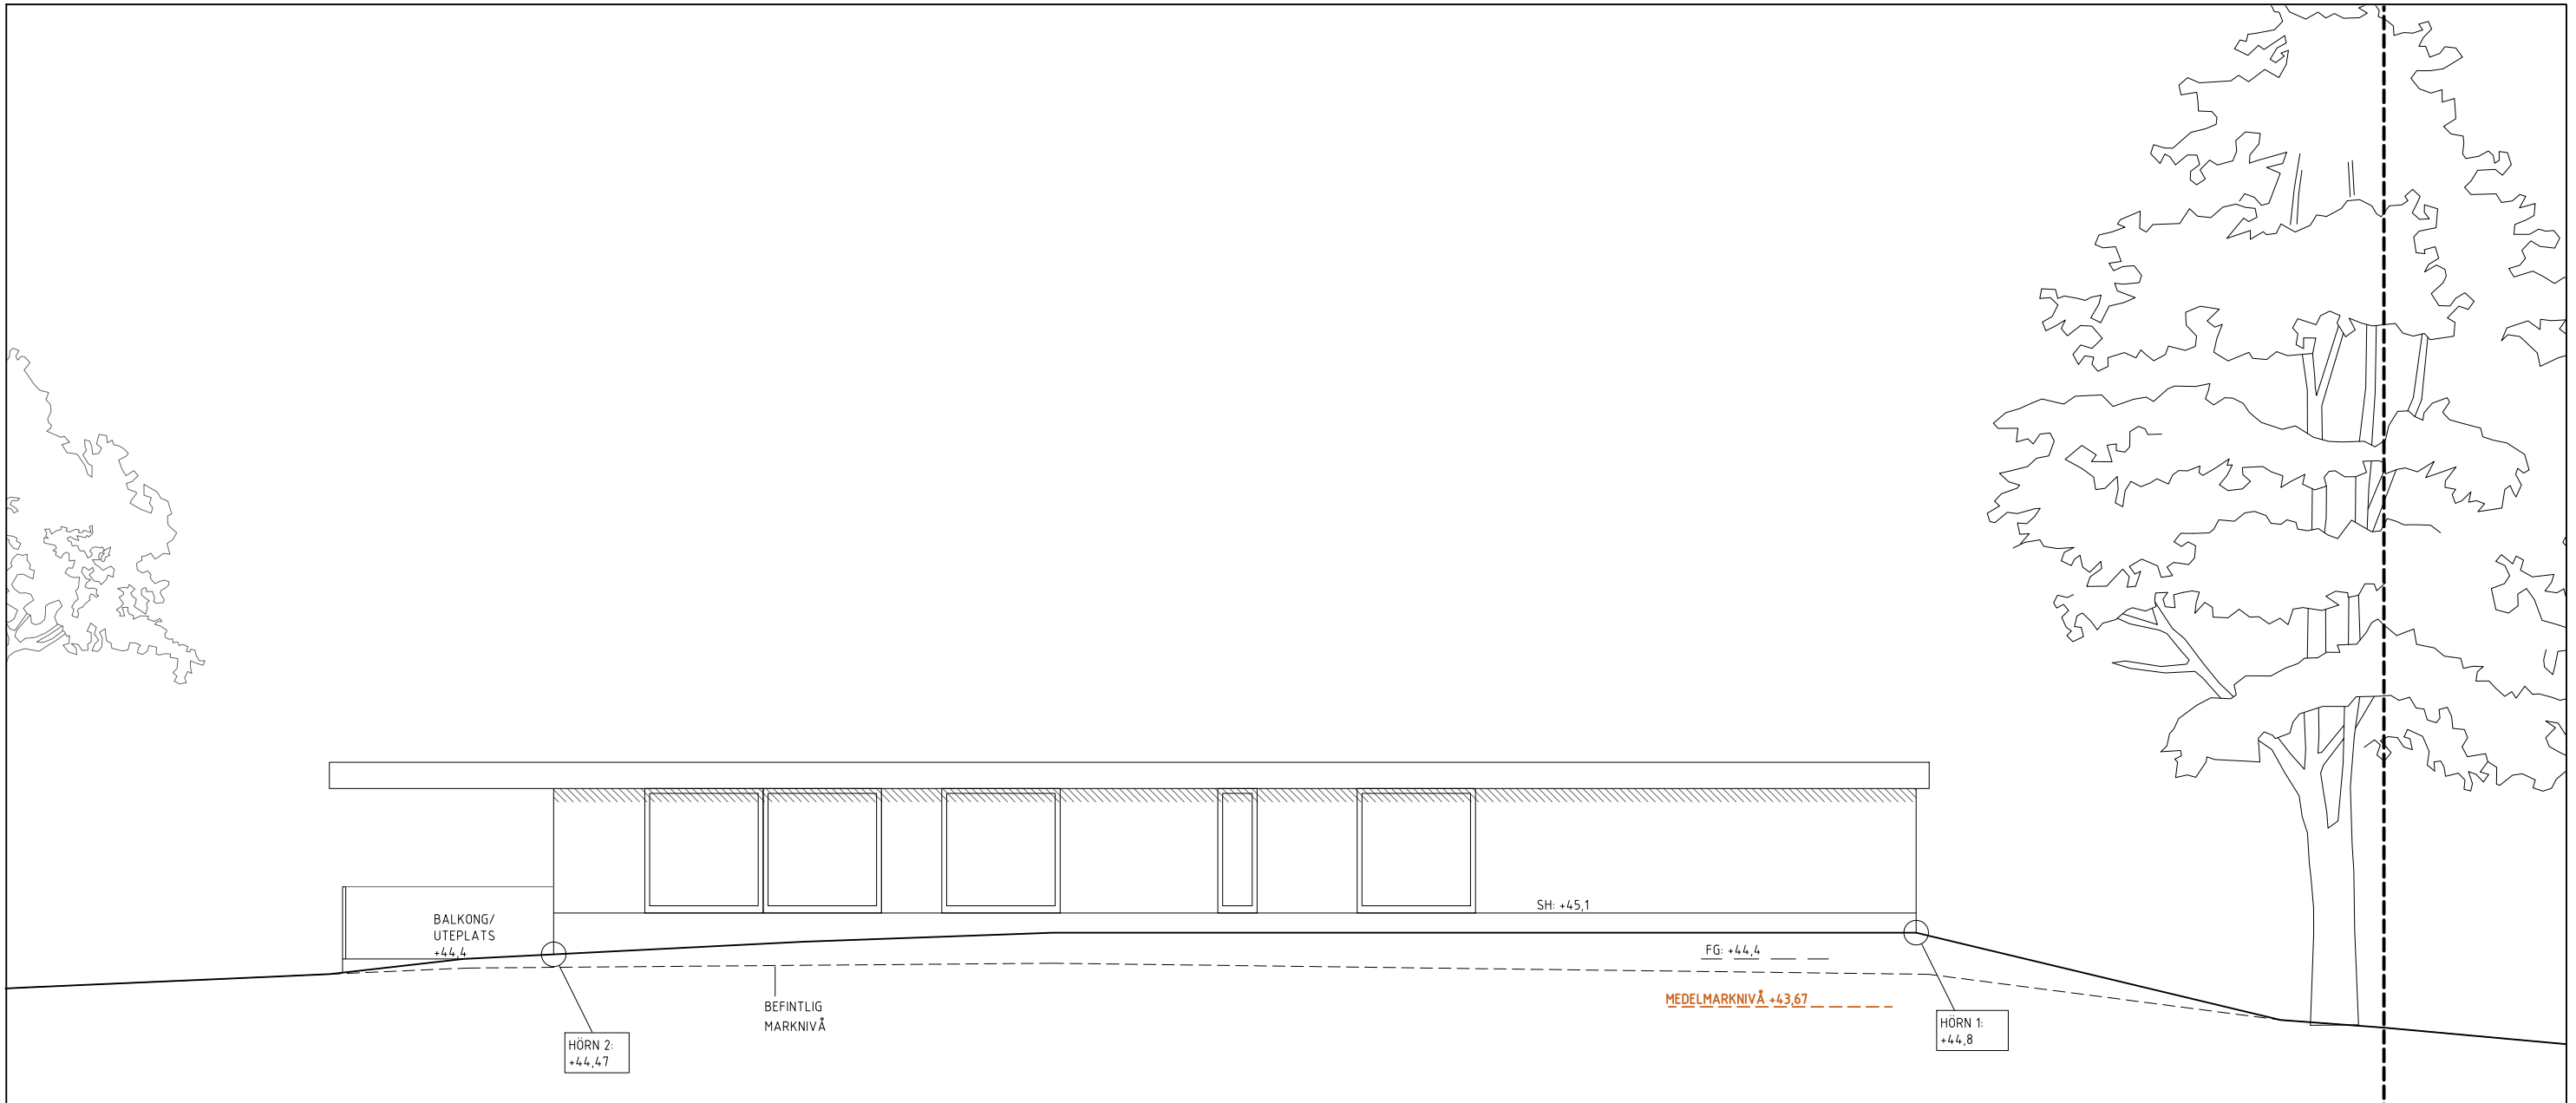 SH: +45,1
BALKONG/
UTEPLATS
+44,4
FG: +44,4
MEDELMARKNIVÅ +43,67
BEFINTLIG
MARKNIVÅ
HÖRN 1:
+44,8
HÖRN 2:
+44,47